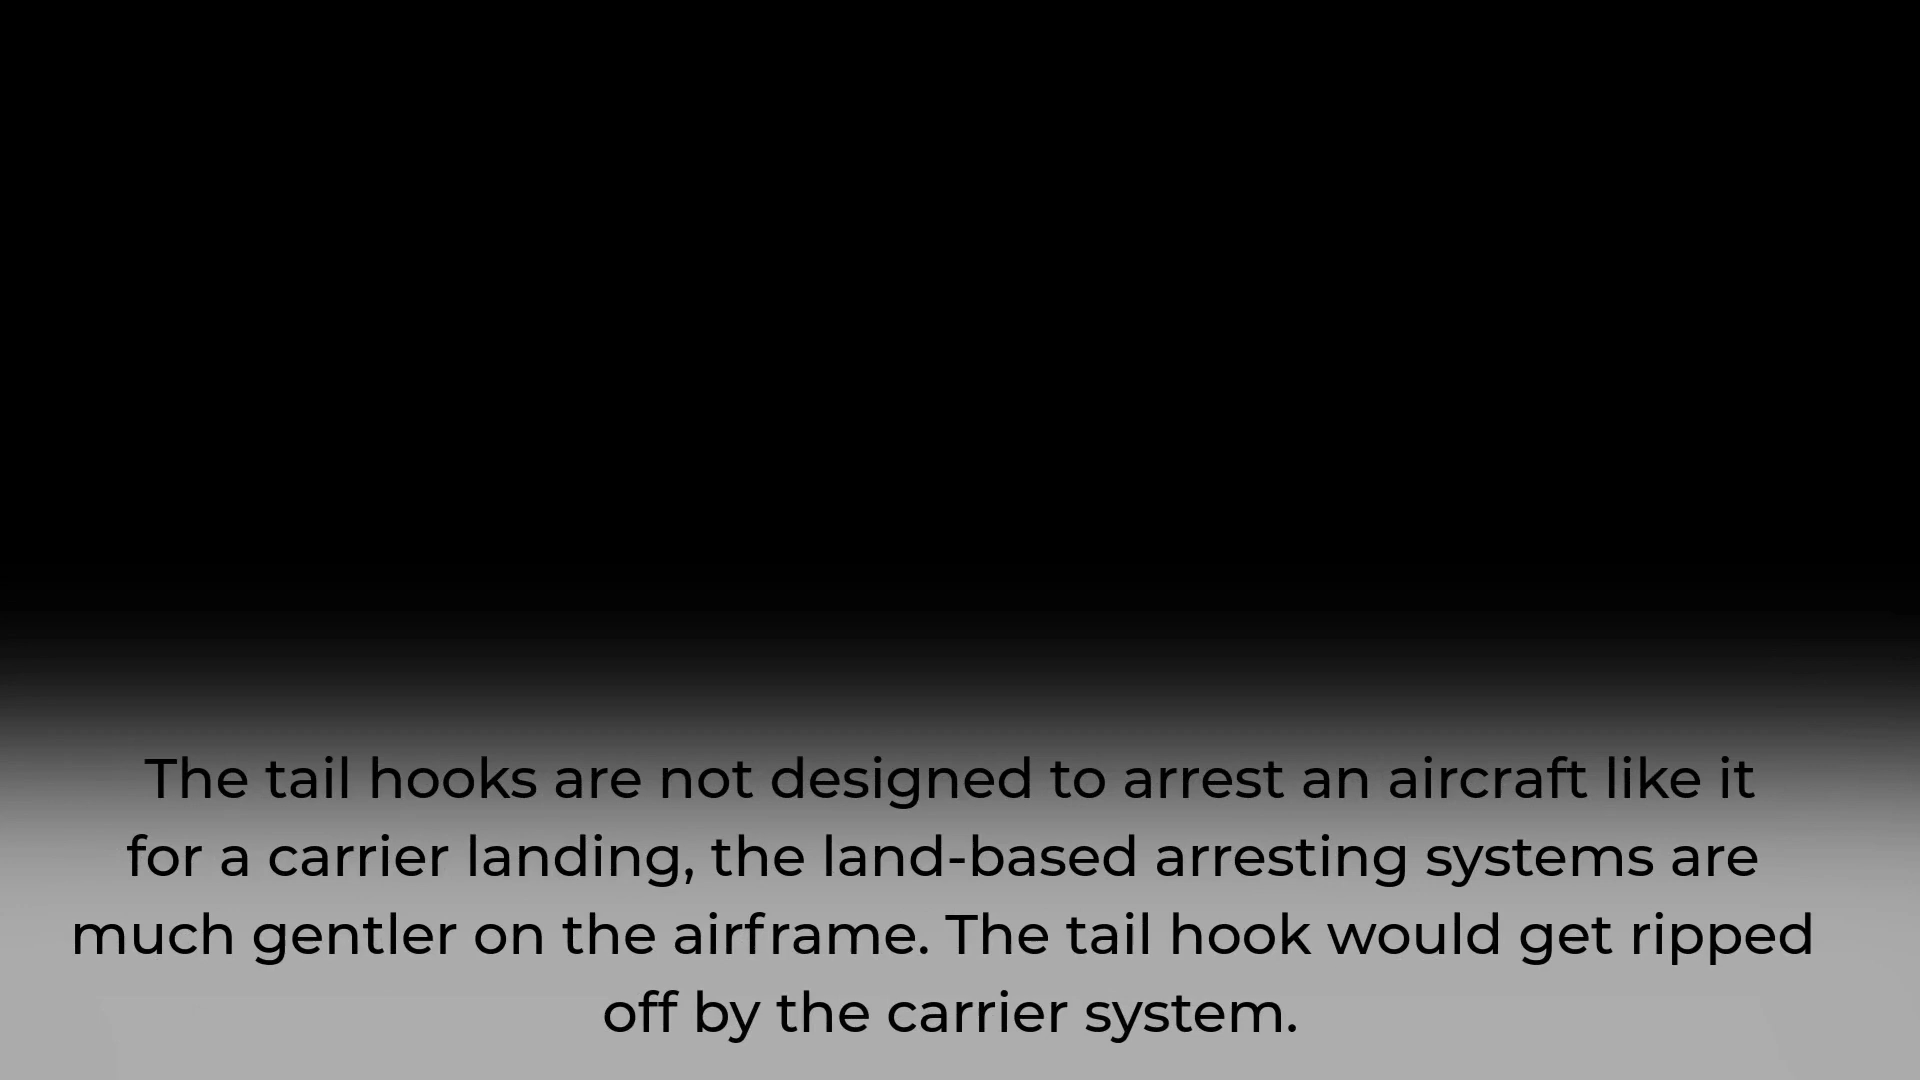 The tail hooks are not designed to arrest an aircraft like it
for a carrier landing, the land-based arresting systems are
much gentler on the airframe. The tail hook would get ripped
off by the carrier system.